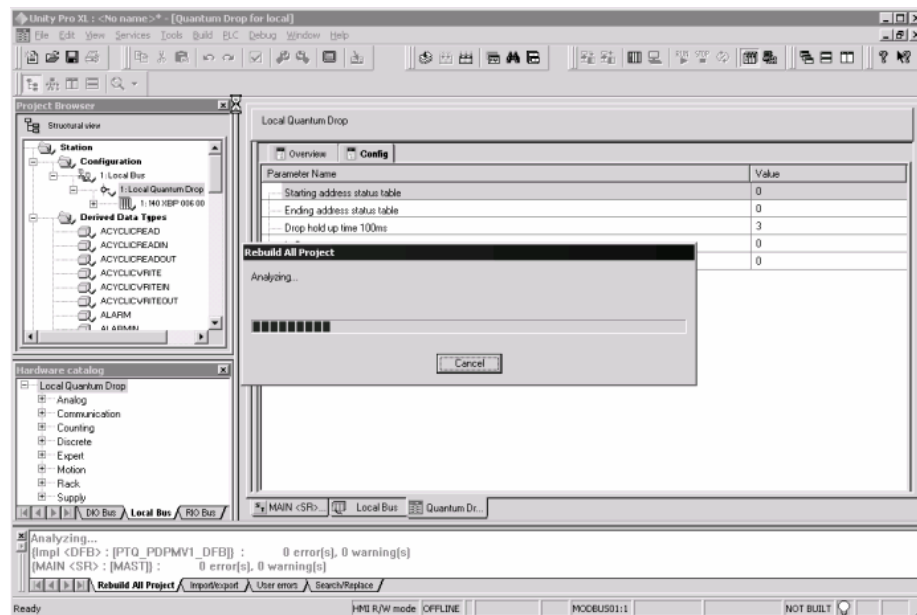 Unity Pro XL : <No name>* - [Quantum Drop for local]
File Edit View Services Tools Build PLC Debug Window Help
Project Browser
Structural view
Station
Configuration
1: Local Bus
1: Local Quantum Drop
1: 140 XBP 006 00
Derived Data Types
ACYCLICREAD
ACYCLICREADIN
ACYCLICREADOUT
ACYCLICWRITE
ACYCLICWRITEIN
ACYCLICWRITEOUT
ALARM
ALARMIN
Local Quantum Drop
Overview Config
Parameter Name Value
Starting address status table 0
Ending address status table 0
Drop hold up time 100ms 3
0
0
Rebuild All Project
Analyzing...
Cancel
Hardware catalog
Local Quantum Drop
Analog
Communication
Counting
Discrete
Expert
Motion
Rack
Supply
DIO Bus Local Bus RIO Bus
MAIN <SR>... Local Bus Quantum Dr...
Analyzing...
{Impl <DFB> : [PTQ_PDPMV1_DFB]} : 0 error(s), 0 warning(s)
{MAIN <SR> : [MAST]} : 0 error(s), 0 warning(s)
Rebuild All Project Import/export User errors Search/Replace
Ready HMI R/W mode OFFLINE MODBUS01:1 NOT BUILT